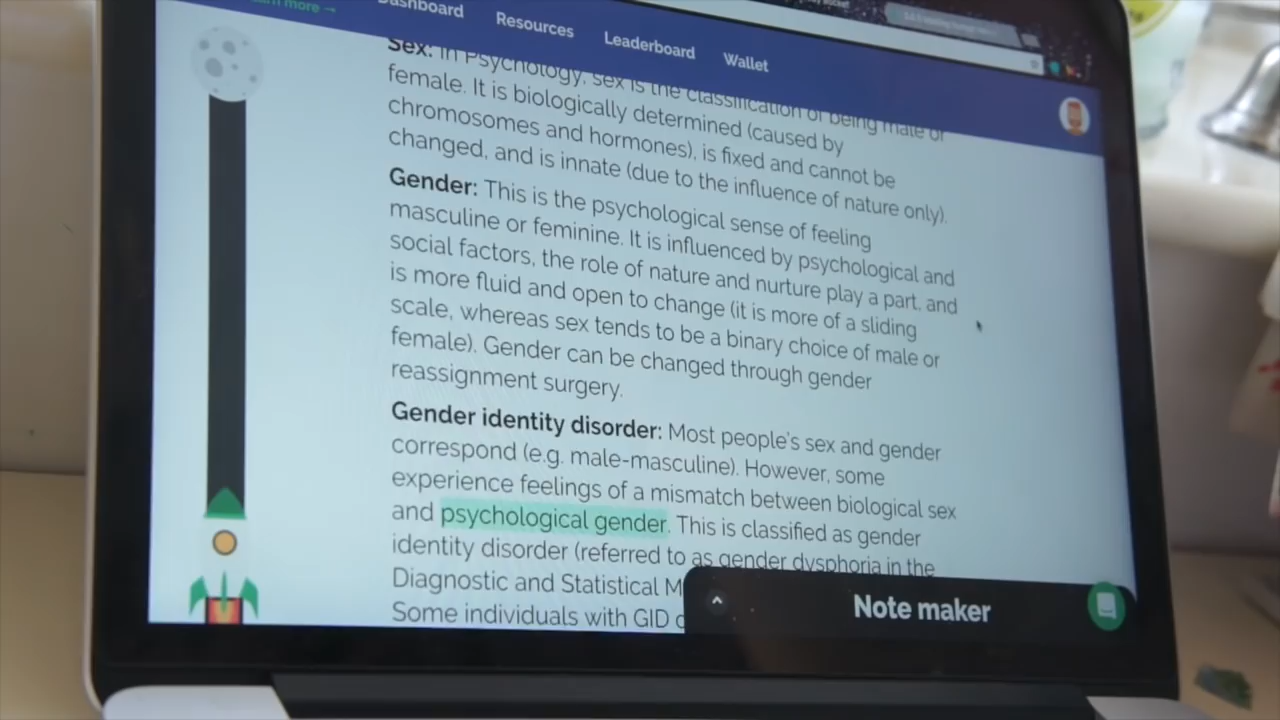 more →
Dashboard
Resources
Leaderboard
Wallet
Sex: In Psychology, sex is the classification of being male or
female. It is biologically determined (caused by
chromosomes and hormones), is fixed and cannot be
changed, and is innate (due to the influence of nature only).
Gender: This is the psychological sense of feeling
masculine or feminine. It is influenced by psychological and
social factors, the role of nature and nurture play a part, and
is more fluid and open to change (it is more of a sliding
scale, whereas sex tends to be a binary choice of male or
female). Gender can be changed through gender
reassignment surgery.
Gender identity disorder: Most people's sex and gender
correspond (e.g. male-masculine). However, some
experience feelings of a mismatch between biological sex
and psychological gender. This is classified as gender
identity disorder (referred to as gender dysphoria in the
Diagnostic and Statistical M
Some individuals with GID
Note maker